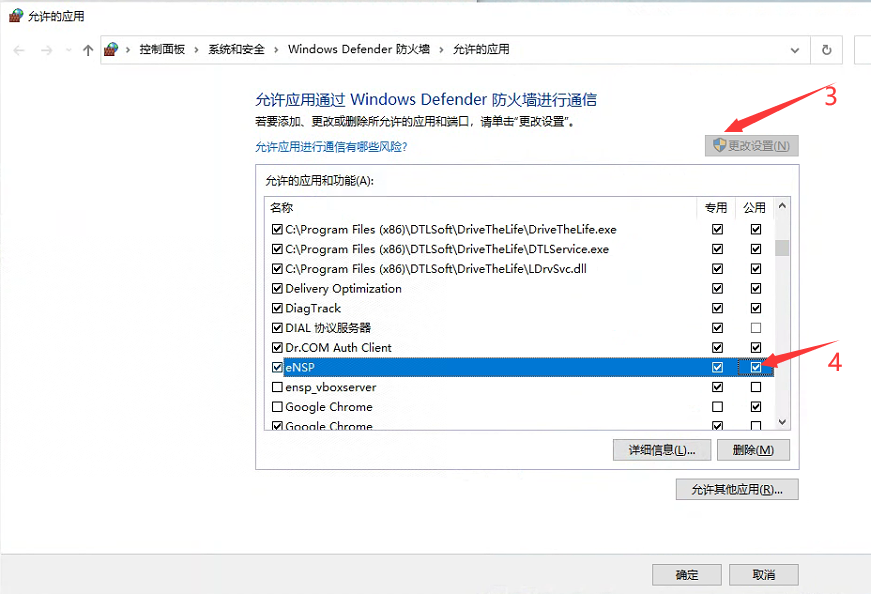 允许的应用
控制面板 › 系统和安全 › Windows Defender 防火墙 › 允许的应用
3
允许应用通过 Windows Defender 防火墙进行通信
若要添加、更改或删除所允许的应用和端口，请单击"更改设置"。
允许应用进行通信有哪些风险?
更改设置(N)
允许的应用和功能(A):
名称 专用 公用
C:\Program Files (x86)\DTLSoft\DriveTheLife\DriveTheLife.exe
C:\Program Files (x86)\DTLSoft\DriveTheLife\DTLService.exe
C:\Program Files (x86)\DTLSoft\DriveTheLife\LDrvSvc.dll
Delivery Optimization
DiagTrack
DIAL 协议服务器
Dr.COM Auth Client
eNSP
4
ensp_vboxserver
Google Chrome
Google Chrome
详细信息(L)... 删除(M)
允许其他应用(R)...
确定 取消